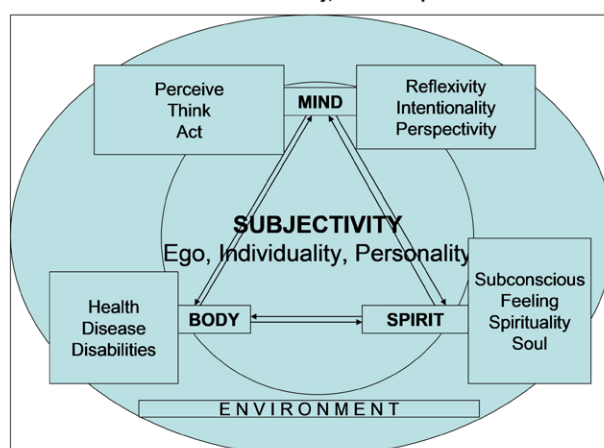 Perceive
Think
Act
MIND
Reflexivity
Intentionality
Perspectivity
SUBJECTIVITY
Ego, Individuality, Personality
Health
Disease
Disabilities
BODY
SPIRIT
Subconscious
Feeling
Spirituality
Soul
ENVIRONMENT